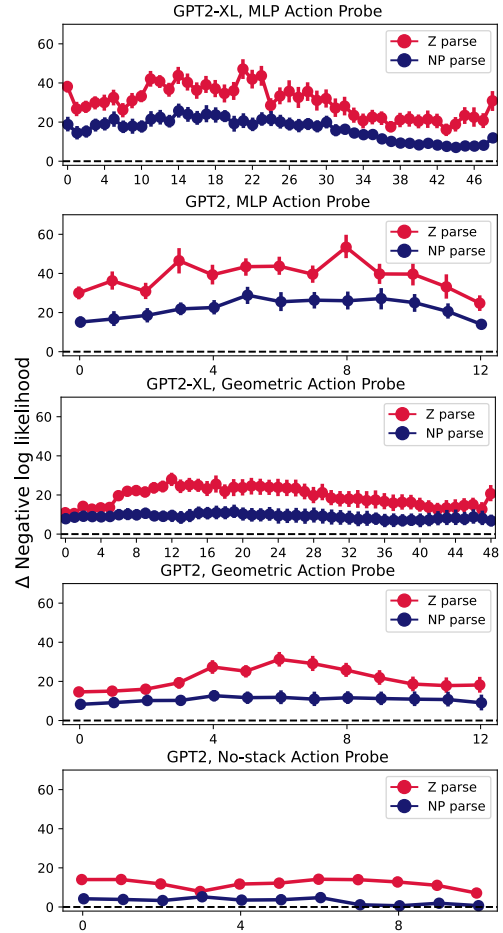 GPT2-XL, MLP Action Probe
60
40
20
0
Z parse
NP parse
0 4 8 10 14 18 22 26 30 34 38 42 46
GPT2, MLP Action Probe
60
40
20
0
Z parse
NP parse
0 4 8 12
GPT2-XL, Geometric Action Probe
60
40
20
0
Z parse
NP parse
0 4 8 12 16 20 24 28 32 36 40 44 48
GPT2, Geometric Action Probe
60
40
20
0
Z parse
NP parse
0 4 8 12
GPT2, No-stack Action Probe
60
40
20
0
Z parse
NP parse
0 4 8
Δ Negative log likelihood